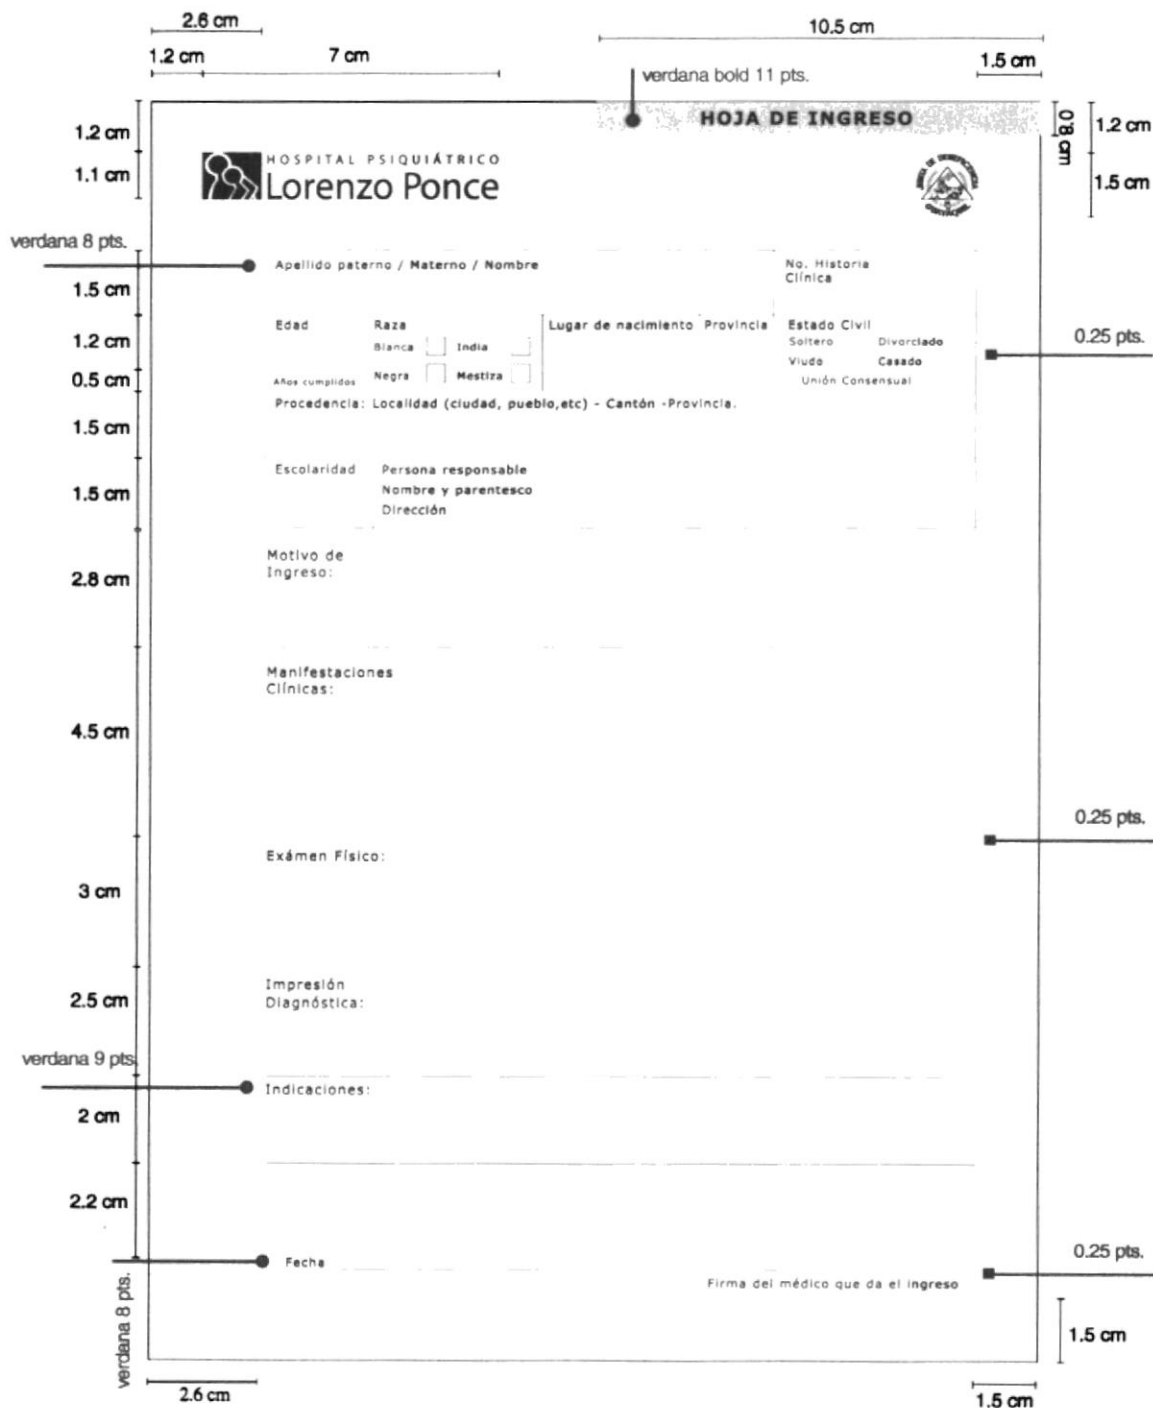 2.6 cm
10.5 cm
1.2 cm 7 cm 1.5 cm
verdana bold 11 pts.
HOJA DE INGRESO
1.2 cm 0.8 cm 1.2 cm
1.1 cm 1.5 cm
HOSPITAL PSIQUIÁTRICO
Lorenzo Ponce
JUNTA DE BENEFICENCIA
GUAYAQUIL
verdana 8 pts.
Apellido paterno / Materno / Nombre No. Historia
Clínica
1.5 cm
Edad Raza Lugar de nacimiento Provincia Estado Civil
Blanca India Soltero Divorciado
1.2 cm 0.25 pts.
Negra Mestiza Viudo Casado
Años cumplidos Unión Consensual
0.5 cm
Procedencia: Localidad (ciudad, pueblo,etc) - Cantón -Provincia.
1.5 cm
Escolaridad Persona responsable
Nombre y parentesco
Dirección
1.5 cm
Motivo de
Ingreso:
2.8 cm
Manifestaciones
Clínicas:
4.5 cm
0.25 pts.
Exámen Físico:
3 cm
Impresión
Diagnóstica:
2.5 cm
verdana 9 pts.
Indicaciones:
2 cm
2.2 cm
Fecha
0.25 pts.
Firma del médico que da el ingreso
verdana 8 pts.
1.5 cm
2.6 cm 1.5 cm